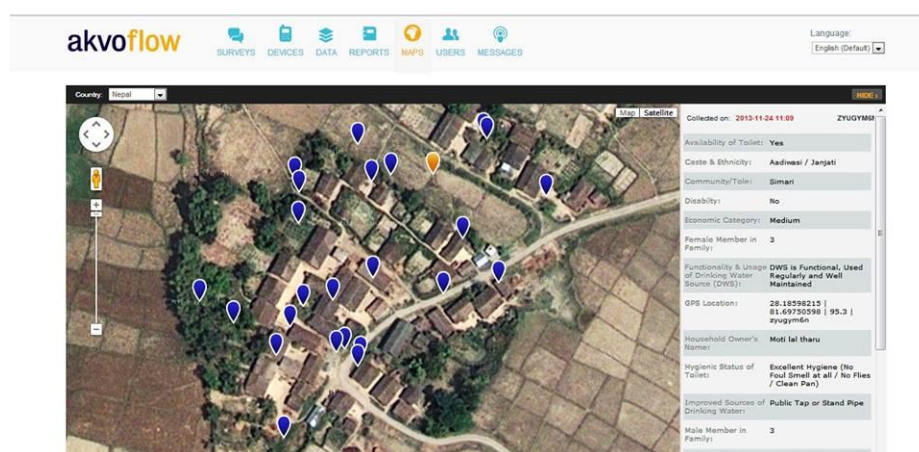 akvoflow
SURVEYS DEVICES DATA REPORTS MAPS USERS MESSAGES
Language:
English (Default)
Country: Nepal
HIDE ›
Map Satellite
Collected on: 2013-11-24 11:09 ZYUGYM6N
Availability of Toilet: Yes
Caste & Ethnicity: Aadiwasi / Janjati
Community/Tole: Simari
Disabilty: No
Economic Category: Medium
Female Member in
Family: 3
Functionality & Usage
of Drinking Water
Source (DWS): DWS is Functional, Used
Regularly and Well
Maintained
GPS Location: 28.18598215 |
81.69750598 | 95.3 |
zyugym6n
Household Owner's
Name: Moti lal tharu
Hygienic Status of
Toilet: Excellent Hygiene (No
Foul Smell at all / No Flies
/ Clean Pan)
Improved Sources of
Drinking Water: Public Tap or Stand Pipe
Male Member in
Family: 3